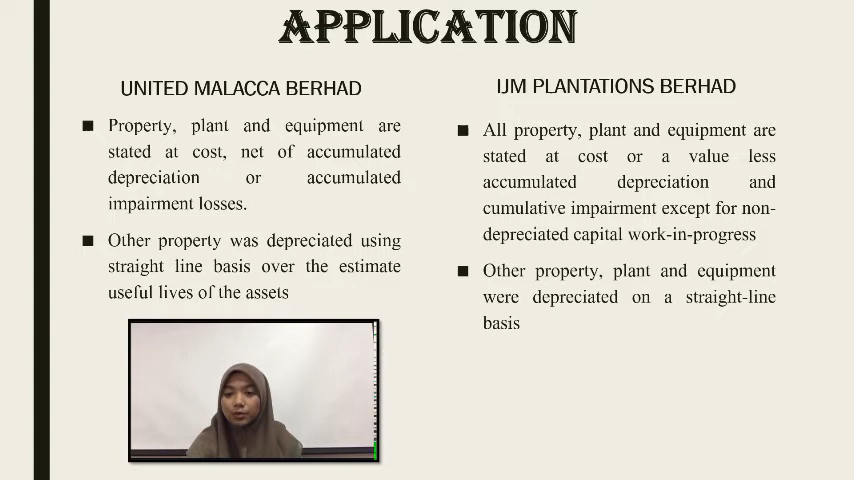 APPLICATION
UNITED MALACCA BERHAD
Property, plant and equipment are
stated at cost, net of accumulated
depreciation or accumulated
impairment losses.
Other property was depreciated using
straight line basis over the estimate
useful lives of the assets
IJM PLANTATIONS BERHAD
All property, plant and equipment are
stated at cost or a value less
accumulated depreciation and
cumulative impairment except for non-
depreciated capital work-in-progress
Other property, plant and equipment
were depreciated on a straight-line
basis